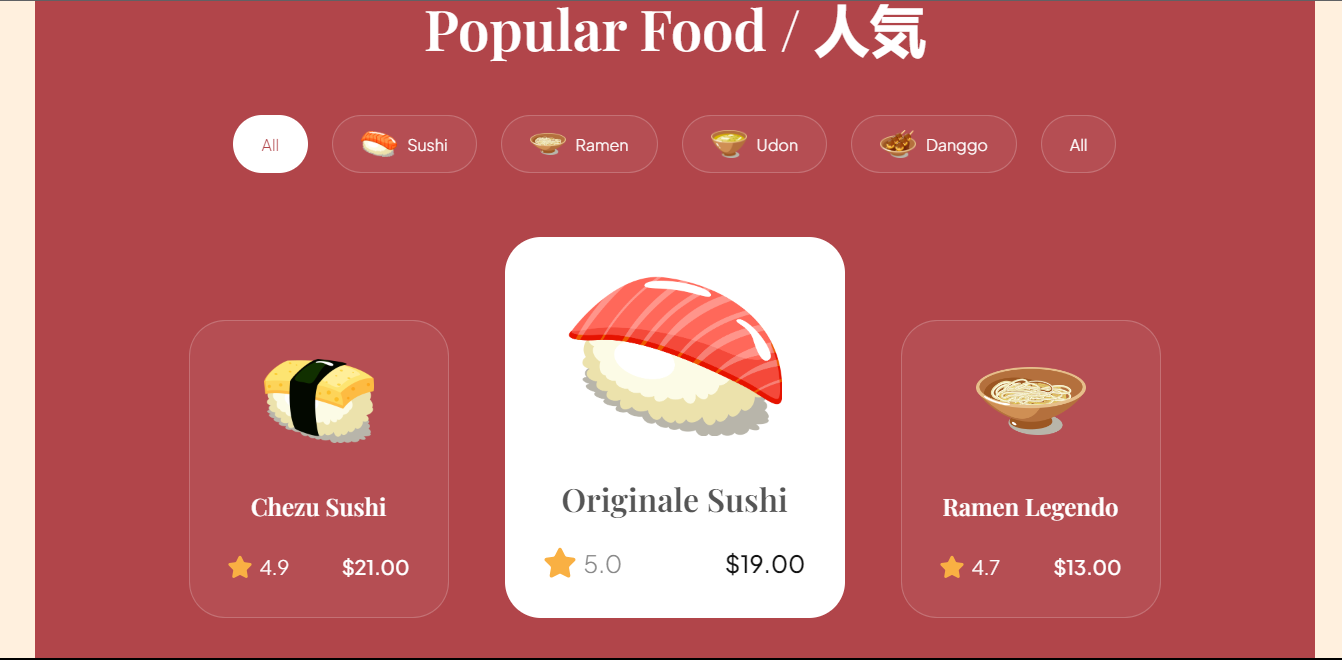 Popular Food / 人気
All
Sushi
Ramen
Udon
Danggo
All
Chezu Sushi
4.9
$21.00
Originale Sushi
5.0
$19.00
Ramen Legendo
4.7
$13.00